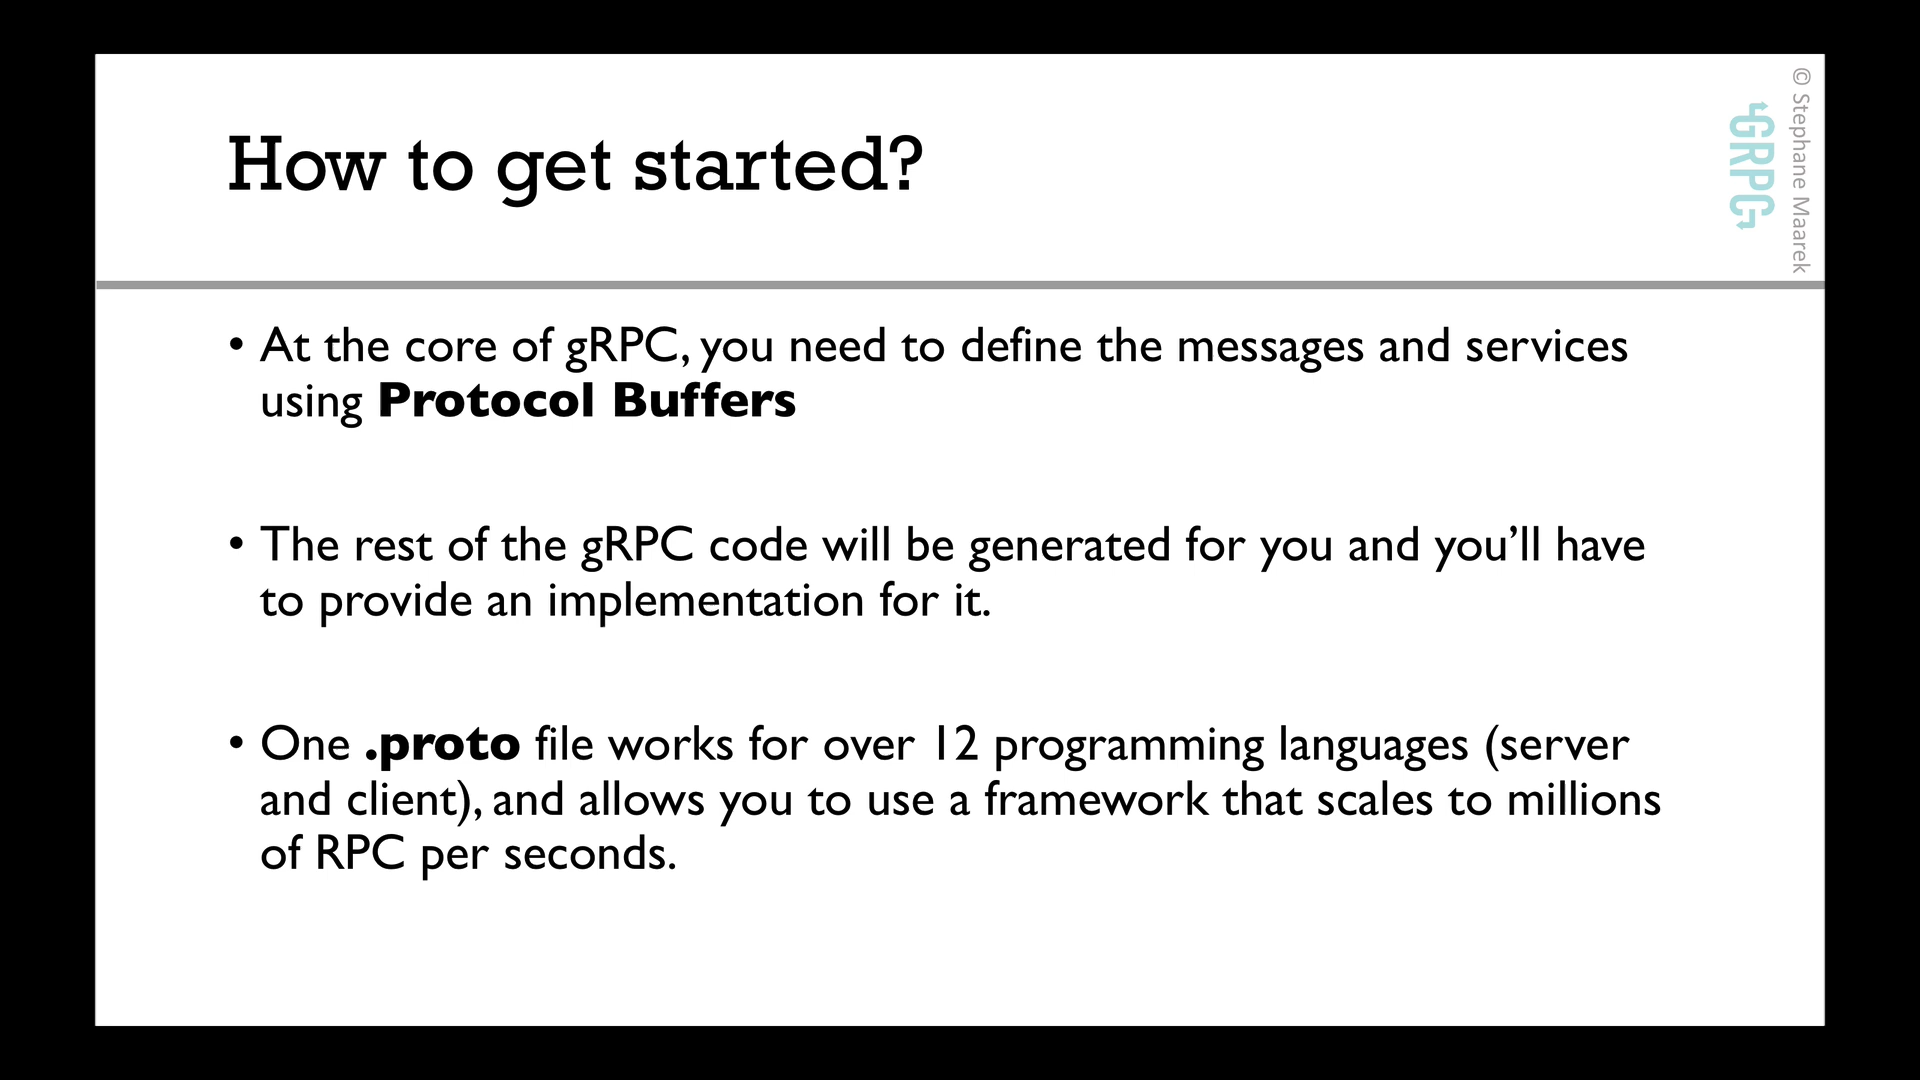 How to get started?
GRPC
© Stephane Maarek
• At the core of gRPC, you need to define the messages and services
using Protocol Buffers
• The rest of the gRPC code will be generated for you and you’ll have
to provide an implementation for it.
• One .proto file works for over 12 programming languages (server
and client), and allows you to use a framework that scales to millions
of RPC per seconds.